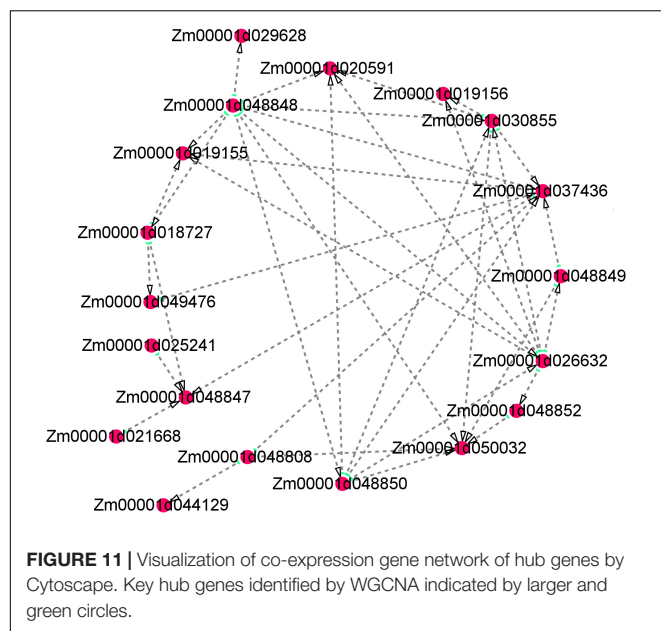 Zm00001d029628
Zm00001d020591
Zm00001d019156
Zm00001d048848
Zm00001d030855
Zm00001d019155
Zm00001d037436
Zm00001d018727
Zm00001d048849
Zm00001d049476
Zm00001d025241
Zm00001d026632
Zm00001d048847
Zm00001d048852
Zm00001d021668
Zm00001d050032
Zm00001d048808
Zm00001d048850
Zm00001d044129
FIGURE 11 | Visualization of co-expression gene network of hub genes by
Cytoscape. Key hub genes identified by WGCNA indicated by larger and
green circles.